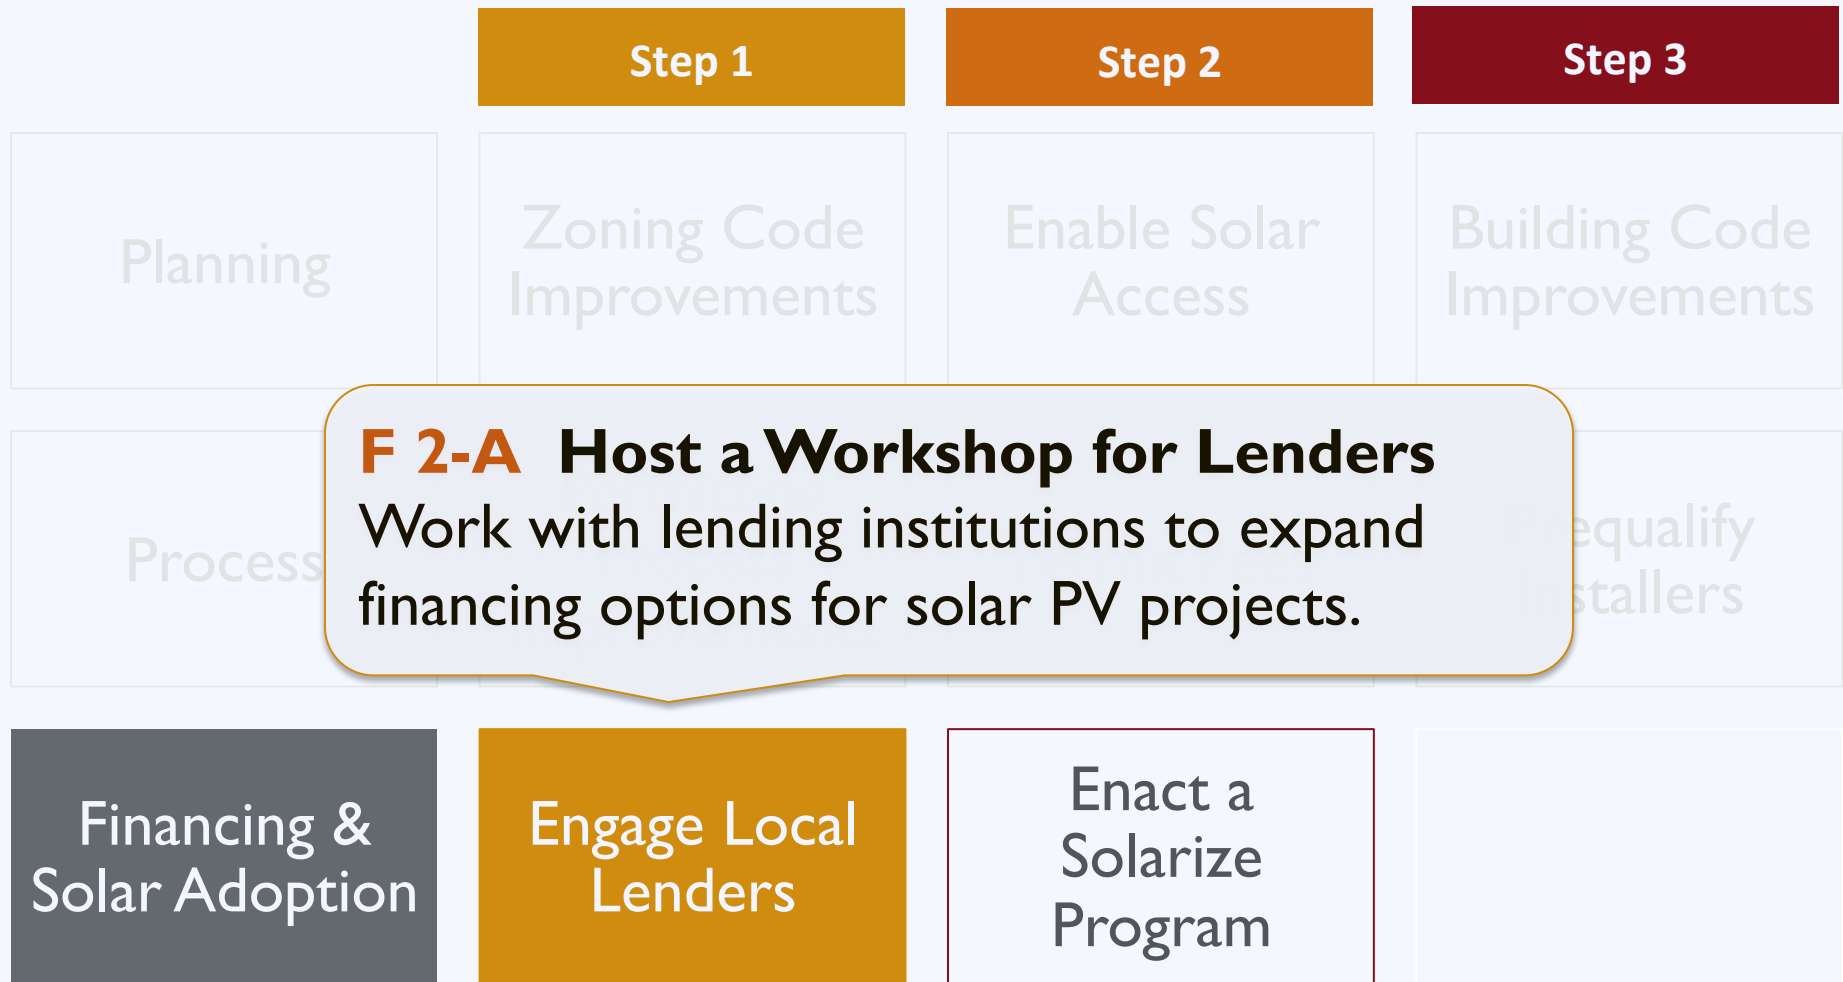 Step 1
Step 2
Step 3
Planning
Zoning Code
Improvements
Enable Solar
Access
Building Code
Improvements
Process
F 2-A Host a Workshop for Lenders
Work with lending institutions to expand
financing options for solar PV projects.
Financing &
Solar Adoption
Engage Local
Lenders
Enact a
Solarize
Program